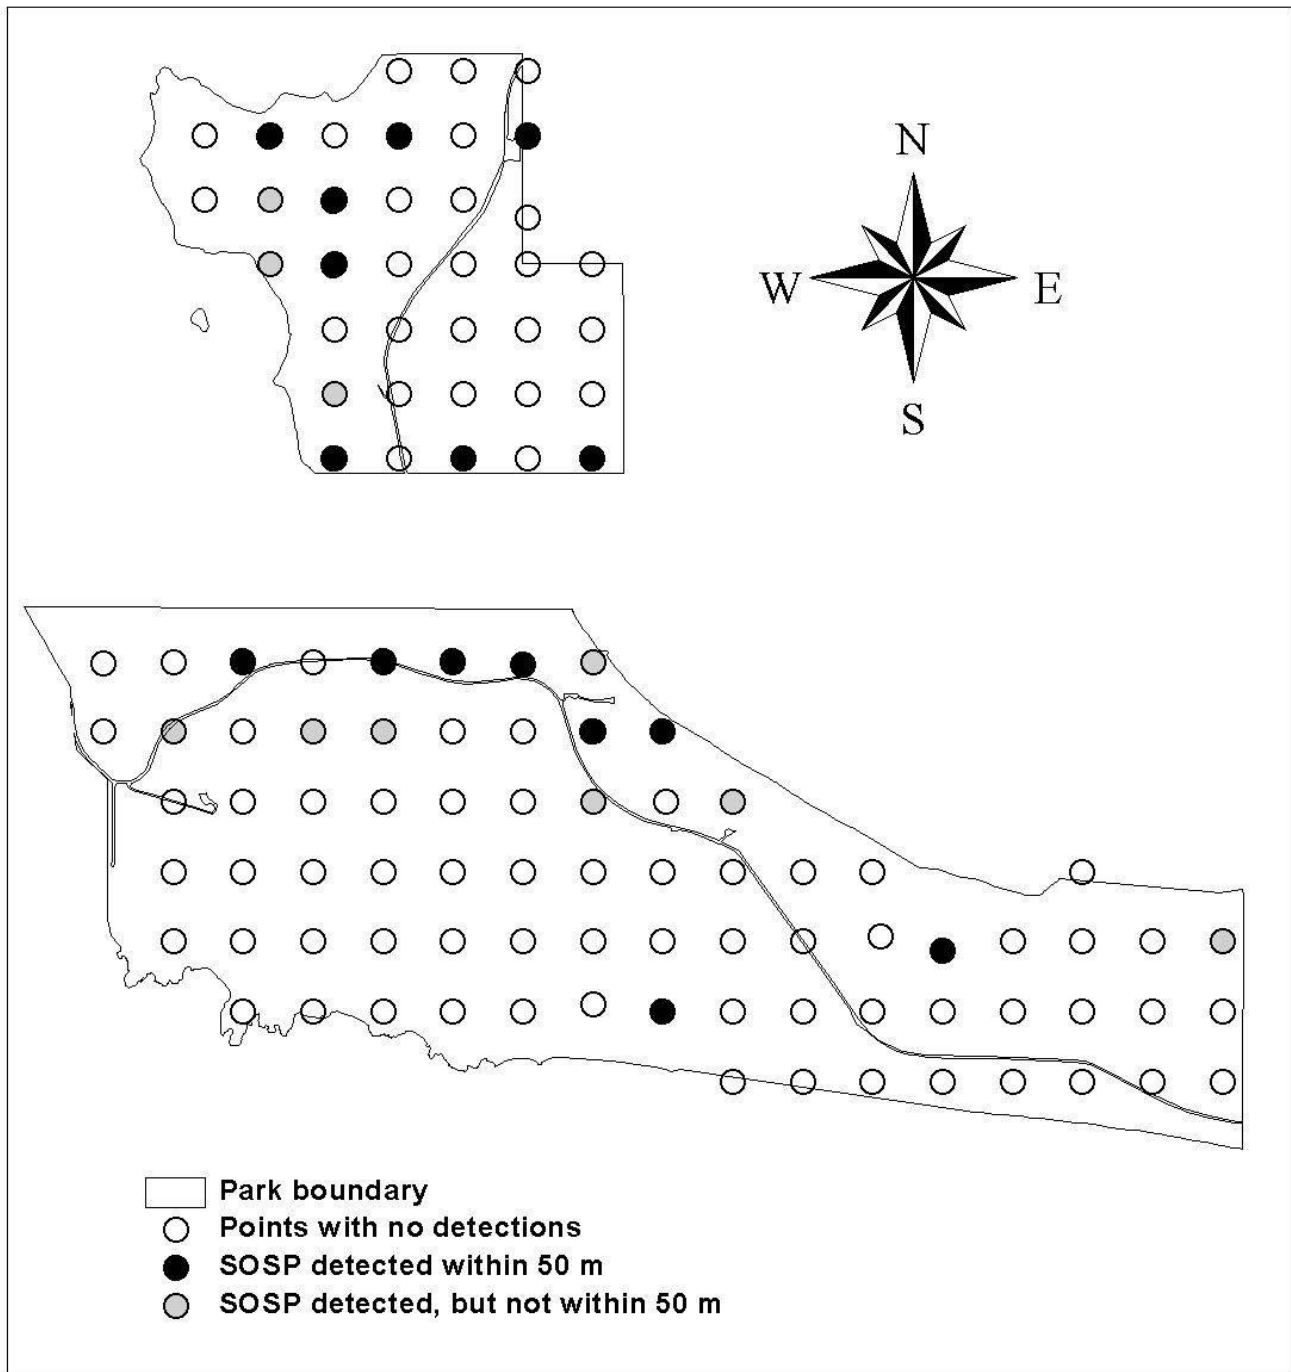 N
W
E
S
Park boundary
Points with no detections
SOSP detected within 50 m
SOSP detected, but not within 50 m